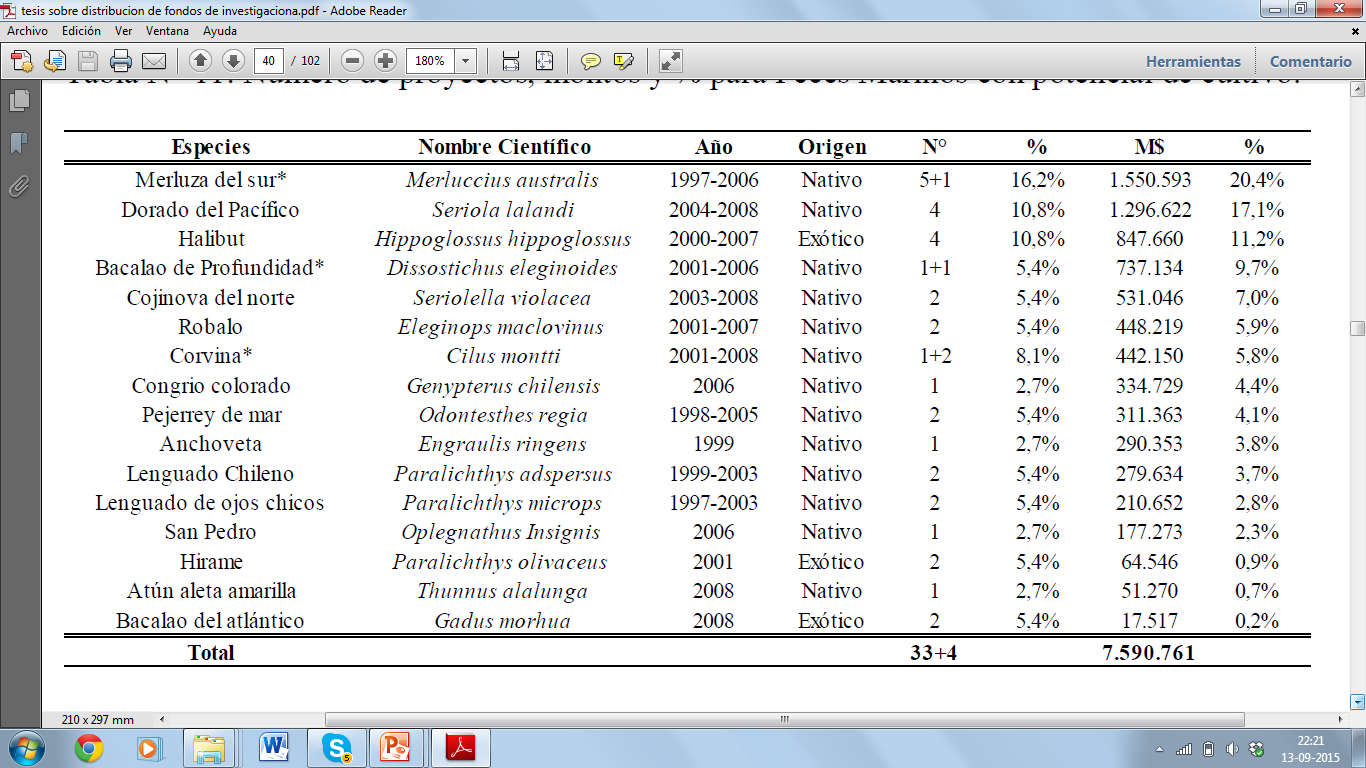 tesis sobre distribucion de fondos de investigaciona.pdf - Adobe Reader
Archivo Edición Ver Ventana Ayuda
40 / 102 180% Herramientas Comentario
Tabla N° 11. Número de proyectos, montos y % para Peces Marinos con potencial de cultivo.
Especies Nombre Científico Año Origen N° % M$ %
Merluza del sur* Merluccius australis 1997-2006 Nativo 5+1 16,2% 1.550.593 20,4%
Dorado del Pacífico Seriola lalandi 2004-2008 Nativo 4 10,8% 1.296.622 17,1%
Halibut Hippoglossus hippoglossus 2000-2007 Exótico 4 10,8% 847.660 11,2%
Bacalao de Profundidad* Dissostichus eleginoides 2001-2006 Nativo 1+1 5,4% 737.134 9,7%
Cojinova del norte Seriolella violacea 2003-2008 Nativo 2 5,4% 531.046 7,0%
Robalo Eleginops maclovinus 2001-2007 Nativo 2 5,4% 448.219 5,9%
Corvina* Cilus montti 2001-2008 Nativo 1+2 8,1% 442.150 5,8%
Congrio colorado Genypterus chilensis 2006 Nativo 1 2,7% 334.729 4,4%
Pejerrey de mar Odontesthes regia 1998-2005 Nativo 2 5,4% 311.363 4,1%
Anchoveta Engraulis ringens 1999 Nativo 1 2,7% 290.353 3,8%
Lenguado Chileno Paralichthys adspersus 1999-2003 Nativo 2 5,4% 279.634 3,7%
Lenguado de ojos chicos Paralichthys microps 1997-2003 Nativo 2 5,4% 210.652 2,8%
San Pedro Oplegnathus Insignis 2006 Nativo 1 2,7% 177.273 2,3%
Hirame Paralichthys olivaceus 2001 Exótico 2 5,4% 64.546 0,9%
Atún aleta amarilla Thunnus alalunga 2008 Nativo 1 2,7% 51.270 0,7%
Bacalao del atlántico Gadus morhua 2008 Exótico 2 5,4% 17.517 0,2%
Total 33+4 7.590.761
210 x 297 mm
5
22:21
13-09-2015